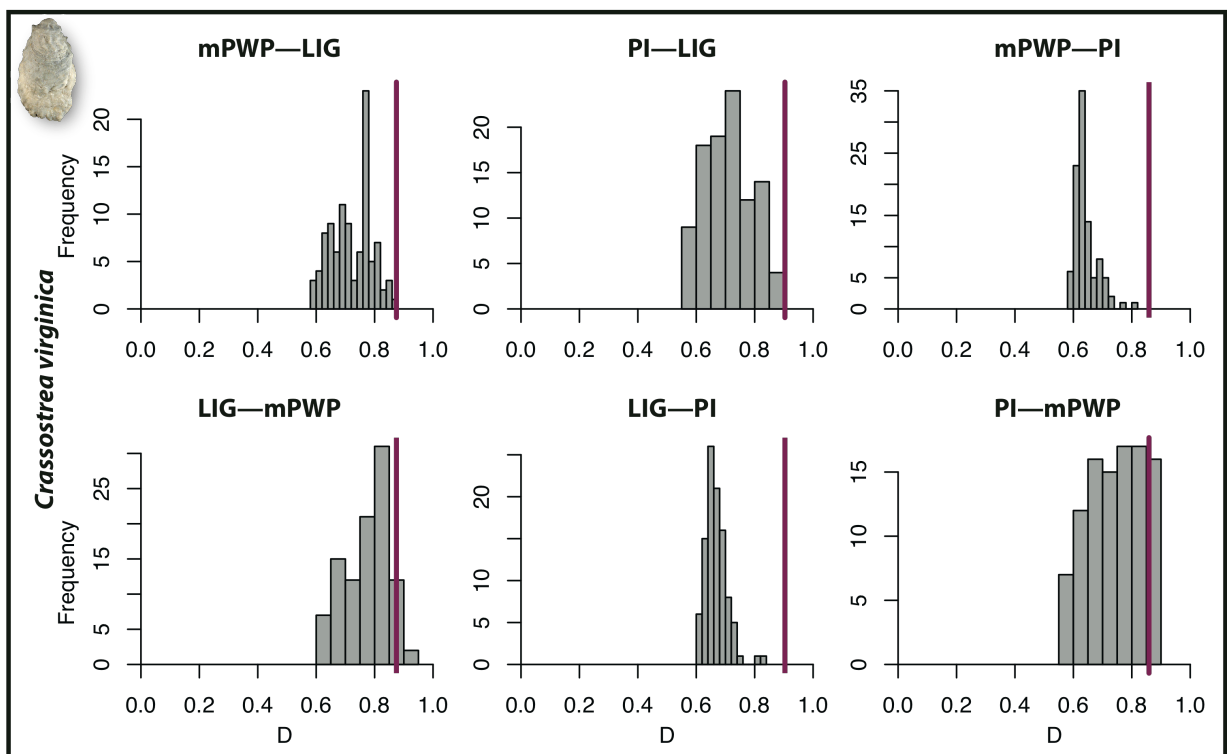 mPWP—LIG
PI—LIG
mPWP—PI
Crassostrea virginica
Frequency
0 5 10 15 20
0.0 0.2 0.4 0.6 0.8 1.0
0 5 10 15 20
0.0 0.2 0.4 0.6 0.8 1.0
0 5 15 25 35
0.0 0.2 0.4 0.6 0.8 1.0
LIG—mPWP
LIG—PI
PI—mPWP
Frequency
0 5 15 25
0.0 0.2 0.4 0.6 0.8 1.0
D
0 5 10 20
0.0 0.2 0.4 0.6 0.8 1.0
D
0 5 10 15
0.0 0.2 0.4 0.6 0.8 1.0
D